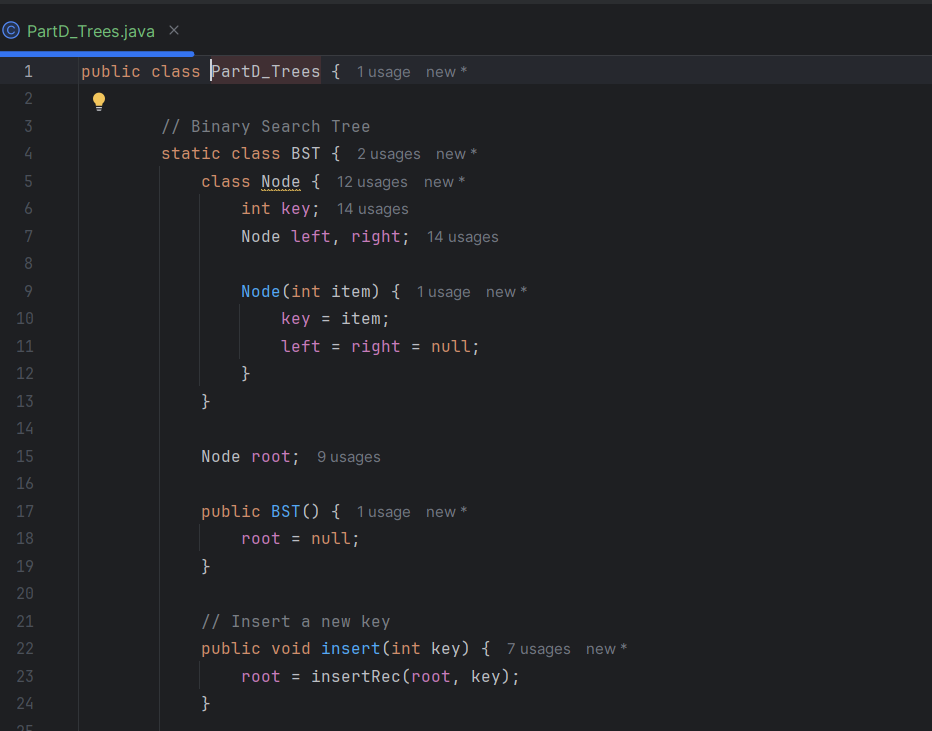 PartD_Trees.java
1 public class PartD_Trees { 1 usage new *
2
3 // Binary Search Tree
4 static class BST { 2 usages new *
5 class Node { 12 usages new *
6 int key; 14 usages
7 Node left, right; 14 usages
8
9 Node(int item) { 1 usage new *
10 key = item;
11 left = right = null;
12 }
13 }
14
15 Node root; 9 usages
16
17 public BST() { 1 usage new *
18 root = null;
19 }
20
21 // Insert a new key
22 public void insert(int key) { 7 usages new *
23 root = insertRec(root, key);
24 }
25